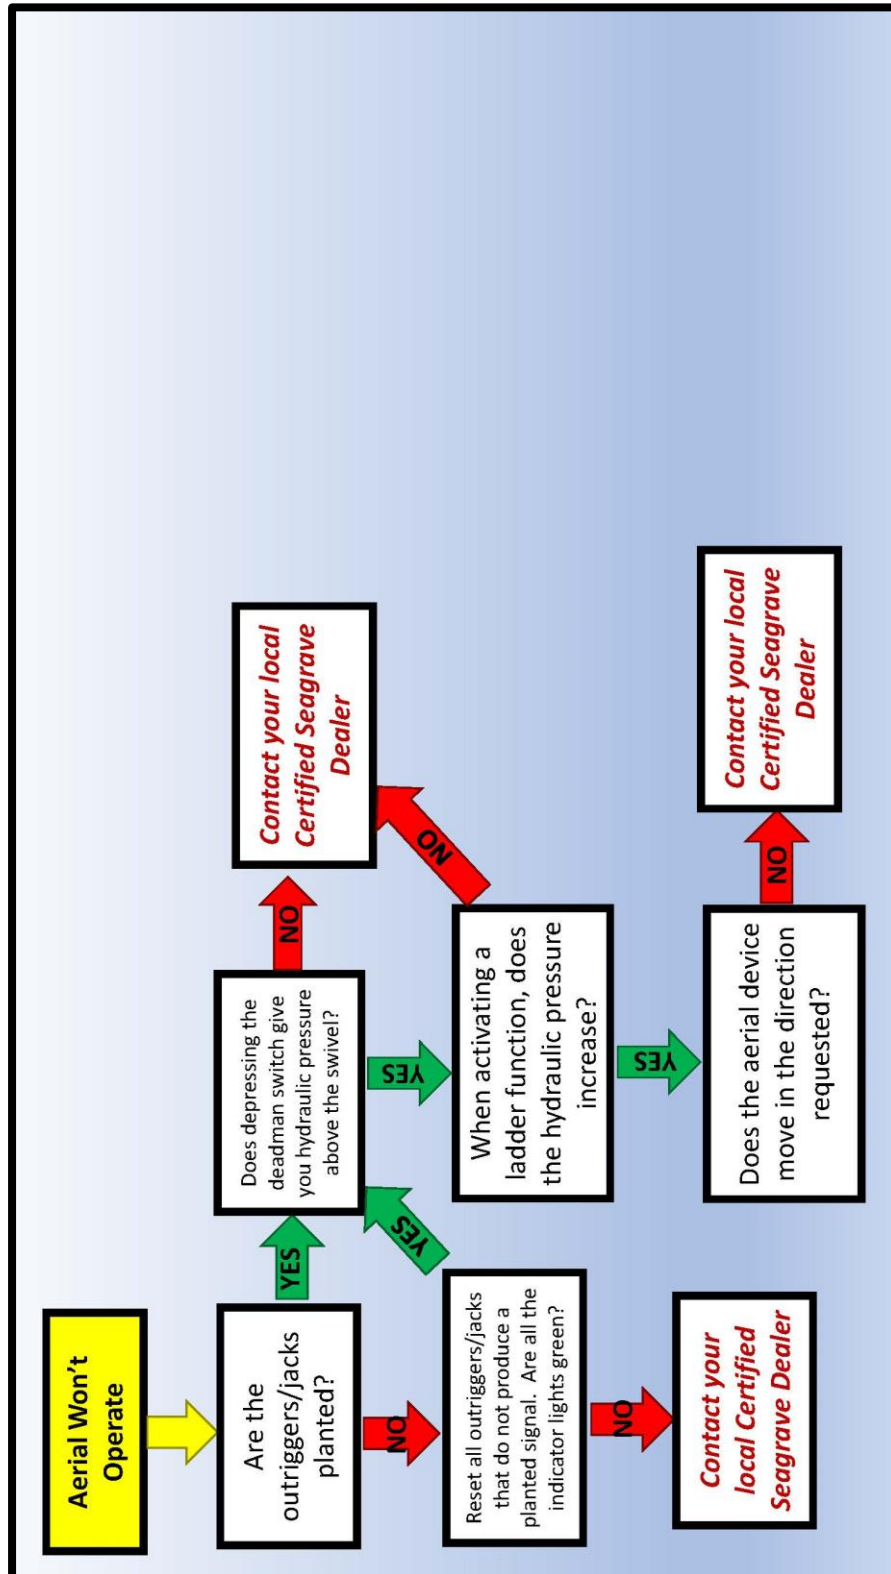 Aerial Won't
Operate
Are the
outriggers/jacks
planted?
YES
NO
Does depressing the
deadman switch give
you hydraulic pressure
above the swivel?
NO
Contact your local
Certified Seagrave
Dealer
YES
Reset all outriggers/jacks
that do not produce a
planted signal.  Are all the
indicator lights green?
YES
NO
When activating a
ladder function, does
the hydraulic pressure
increase?
NO
YES
Contact your
local Certified
Seagrave Dealer
Does the aerial device
move in the direction
requested?
NO
Contact your local
Certified Seagrave
Dealer